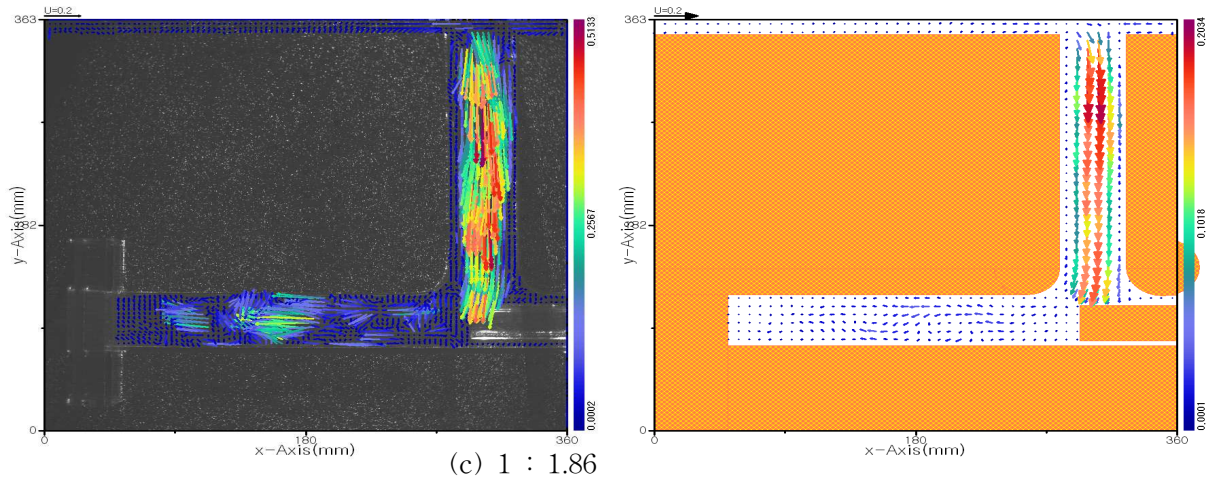 U=0.2
363
0.5133
y-Axis(mm)
182
0.2567
0.0002
0
0
180
360
x-Axis(mm)
U=0.2
363
0.2034
y-Axis(mm)
182
0.1018
0.0001
0
0
180
360
x-Axis(mm)
(c) 1 : 1.86